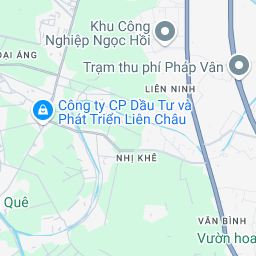 Khu Công
Nghiệp Ngọc Hồi
ĐẠI ÁNG
Trạm thu phí Pháp Vân
LIÊN NINH
Công ty CP Dầu Tư và
Phát Triển Liên Châu
NHỊ KHÊ
Quê
VĂN BÌNH
Vườn hoa